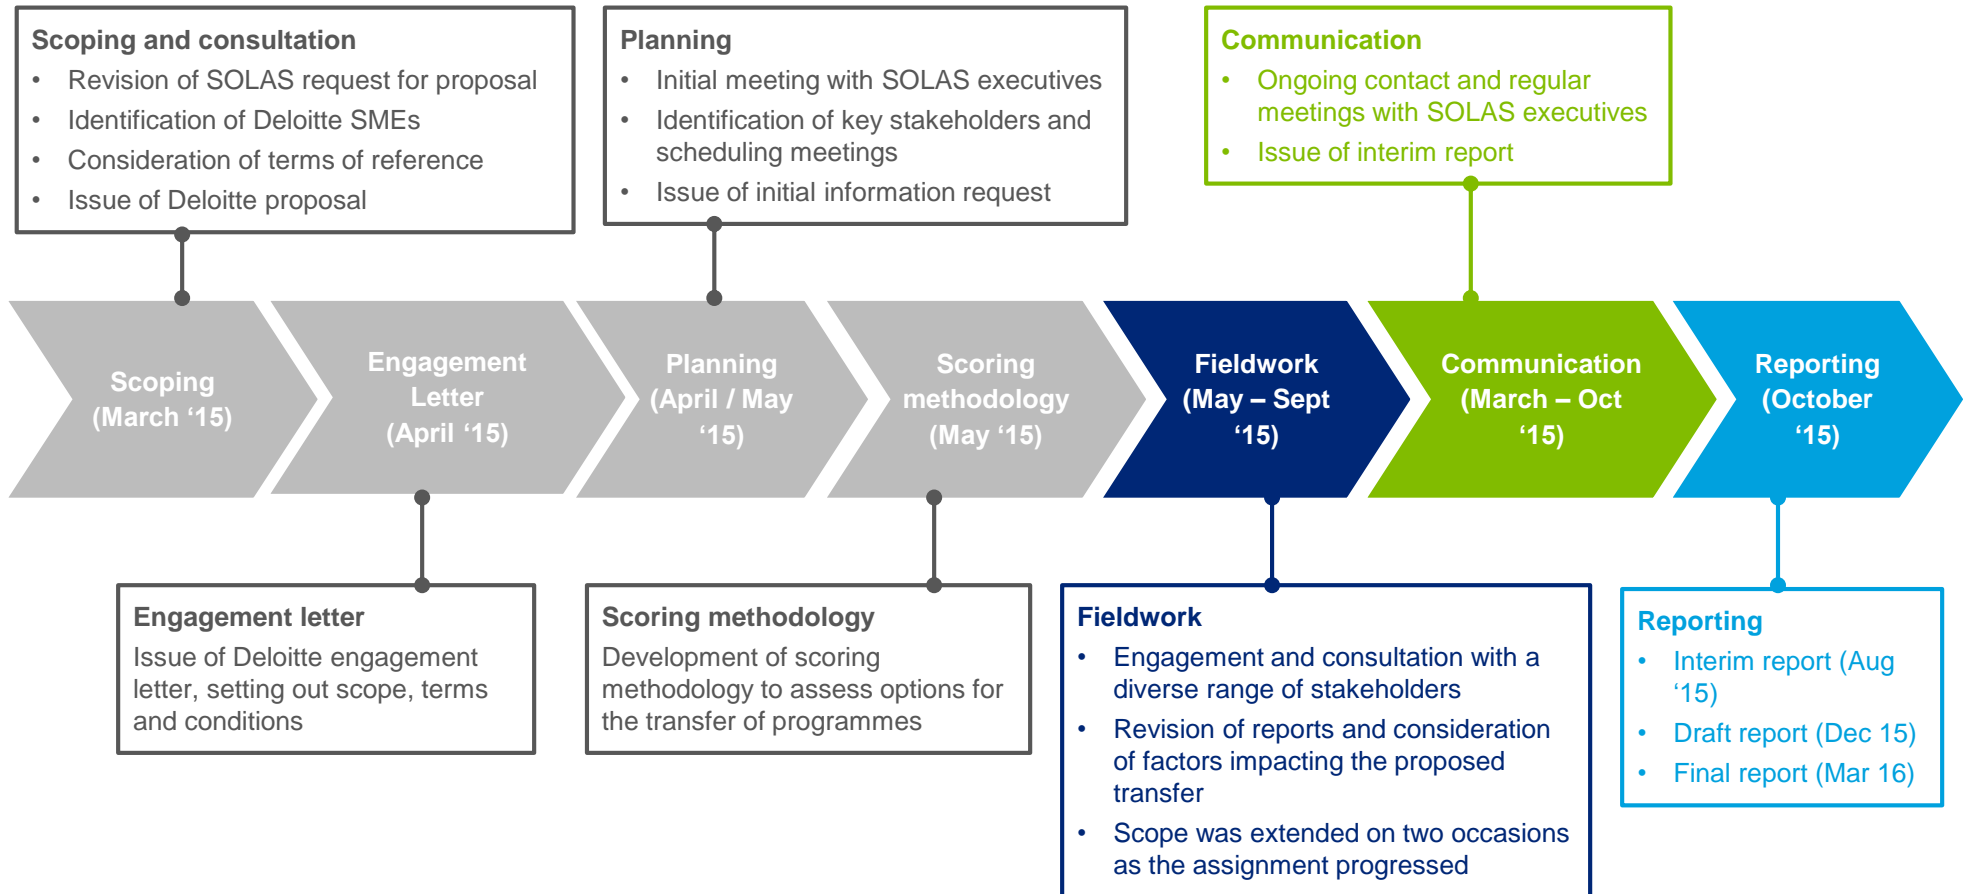 Scoping and consultation
• Revision of SOLAS request for proposal
• Identification of Deloitte SMEs
• Consideration of terms of reference
• Issue of Deloitte proposal
Planning
• Initial meeting with SOLAS executives
• Identification of key stakeholders and
scheduling meetings
• Issue of initial information request
Communication
• Ongoing contact and regular
meetings with SOLAS executives
• Issue of interim report
Scoping
(March ‘15)
Engagement
Letter
(April ‘15)
Planning
(April / May
‘15)
Scoring
methodology
(May ‘15)
Fieldwork
(May – Sept
‘15)
Communication
(March – Oct
‘15)
Reporting
(October
‘15)
Engagement letter
Issue of Deloitte engagement
letter, setting out scope, terms
and conditions
Scoring methodology
Development of scoring
methodology to assess options for
the transfer of programmes
Fieldwork
• Engagement and consultation with a
diverse range of stakeholders
• Revision of reports and consideration
of factors impacting the proposed
transfer
• Scope was extended on two occasions
as the assignment progressed
Reporting
• Interim report (Aug
‘15)
• Draft report (Dec 15)
• Final report (Mar 16)